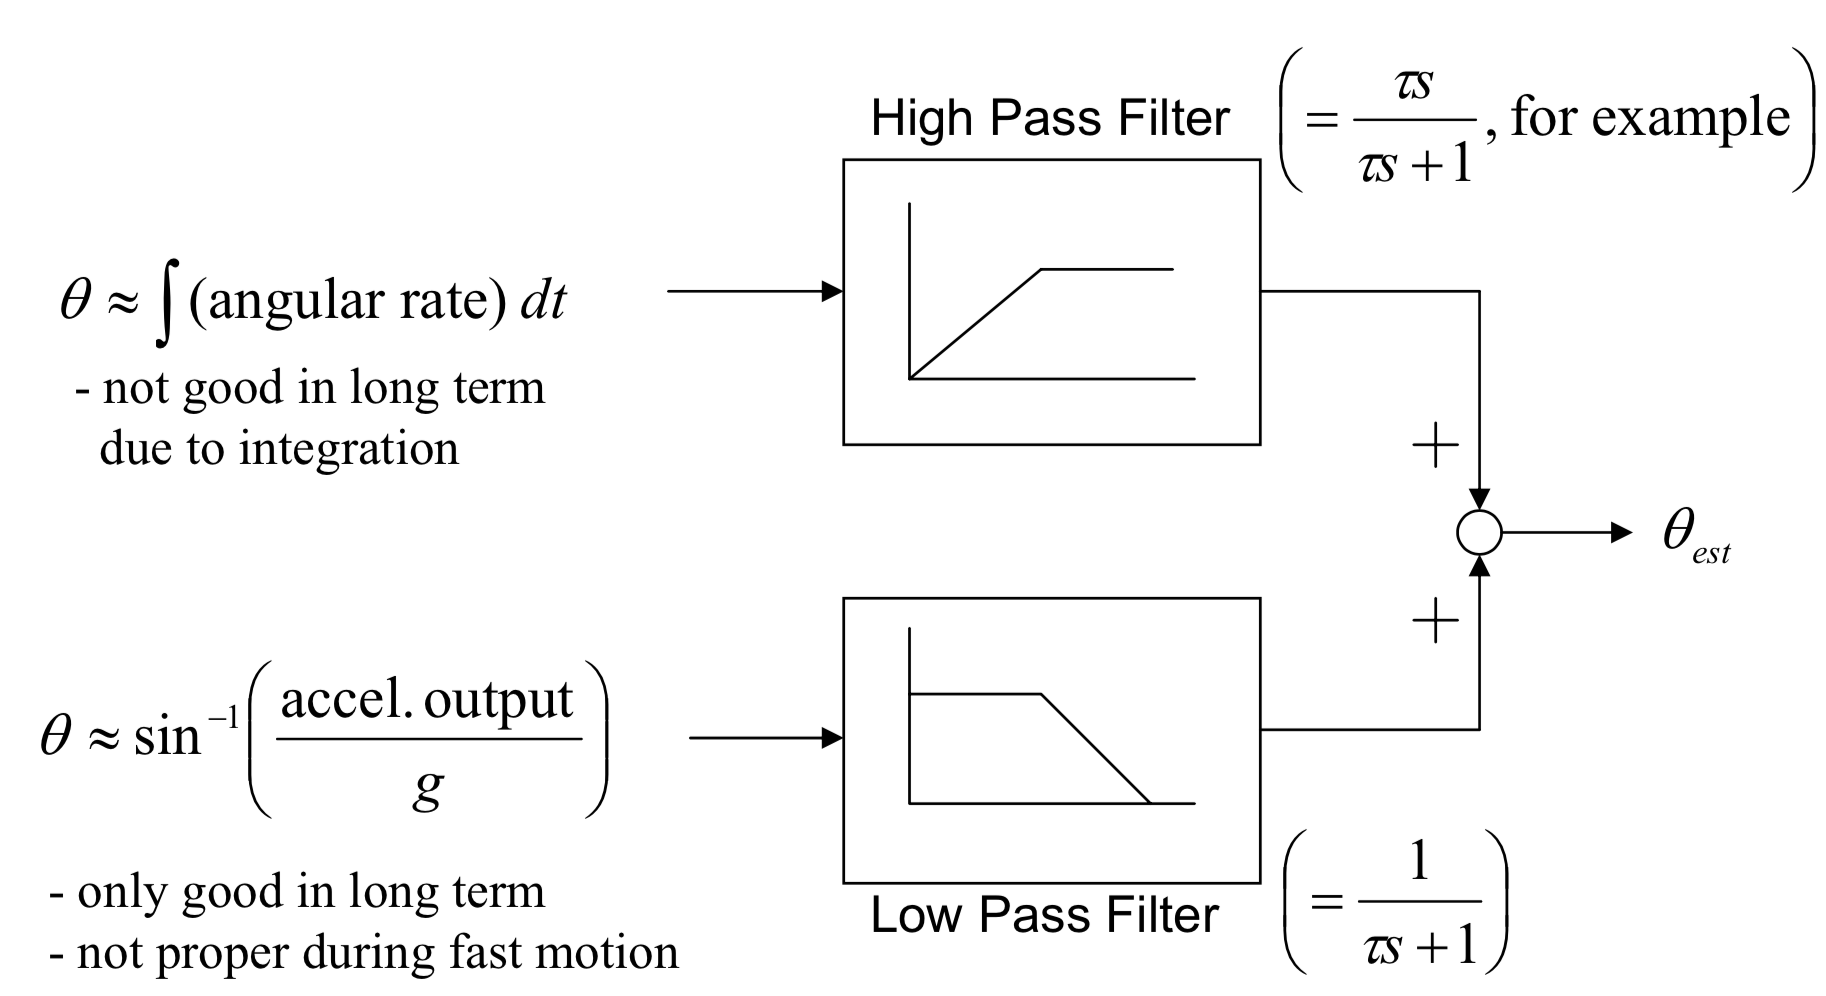 High Pass Filter
( = τs / (τs + 1) , for example )
θ ≈ ∫ (angular rate) dt
- not good in long term
due to integration
+
θ_est
+
θ ≈ sin⁻¹( accel. output / g )
- only good in long term
- not proper during fast motion
Low Pass Filter
( = 1 / (τs + 1) )